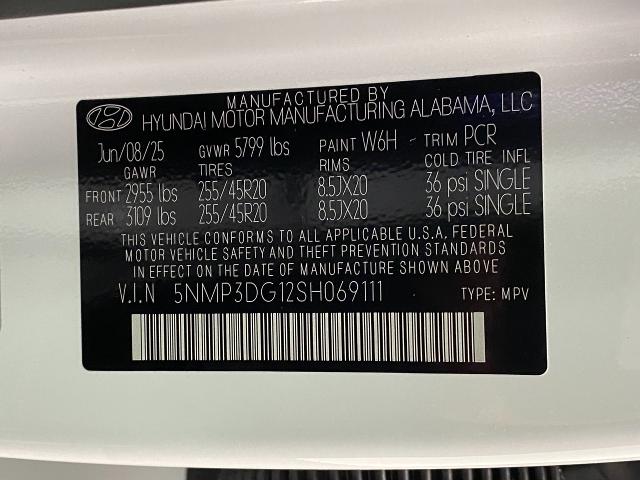 MANUFACTURED BY
HYUNDAI MOTOR MANUFACTURING ALABAMA, LLC
Jun/08/25 GVWR 5799 lbs PAINT W6H TRIM PCR
GAWR TIRES RIMS COLD TIRE INFL
FRONT 2955 lbs 255/45R20 8.5JX20 36 psi SINGLE
REAR 3109 lbs 255/45R20 8.5JX20 36 psi SINGLE
THIS VEHICLE CONFORMS TO ALL APPLICABLE U.S.A. FEDERAL
MOTOR VEHICLE SAFETY AND THEFT PREVENTION STANDARDS
IN EFFECT ON THE DATE OF MANUFACTURE SHOWN ABOVE
V.I.N 5NMP3DG12SH069111 TYPE: MPV